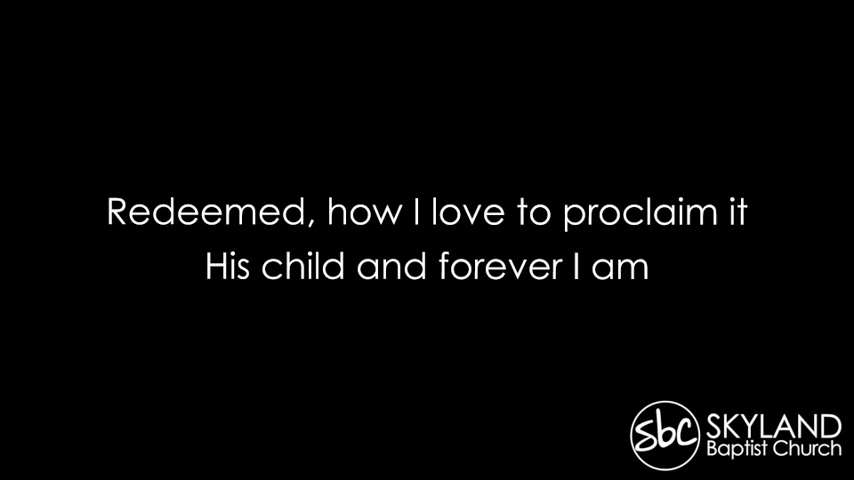 Redeemed, how I love to proclaim it
His child and forever I am
sbc SKYLAND
Baptist Church